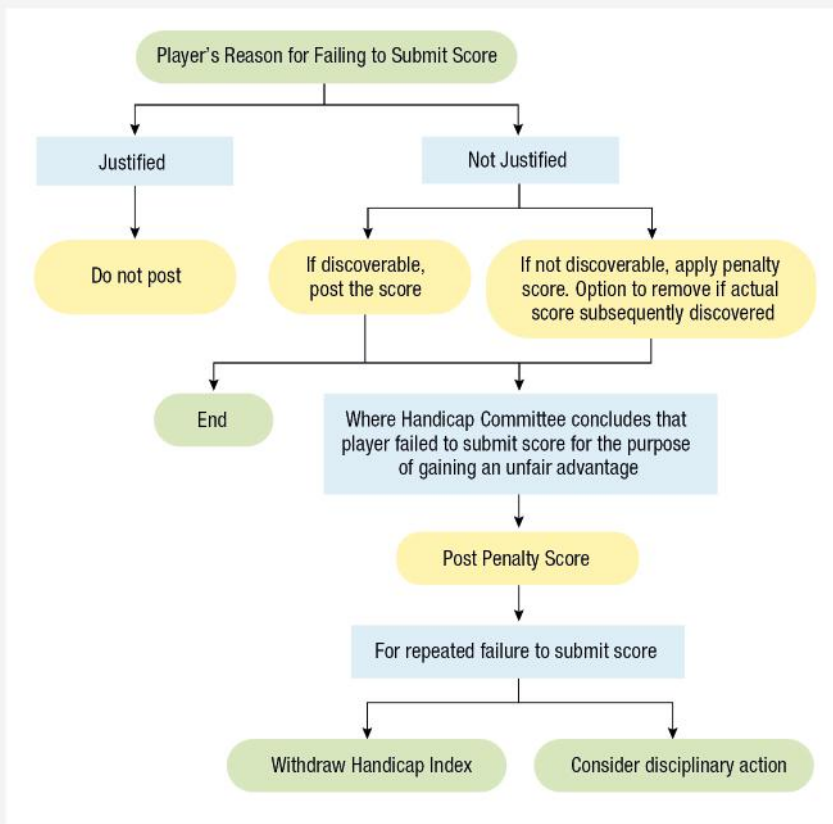 Player’s Reason for Failing to Submit Score
Justified
Not Justified
Do not post
If discoverable,
post the score
If not discoverable, apply penalty
score. Option to remove if actual
score subsequently discovered
End
Where Handicap Committee concludes that
player failed to submit score for the purpose
of gaining an unfair advantage
Post Penalty Score
For repeated failure to submit score
Withdraw Handicap Index
Consider disciplinary action